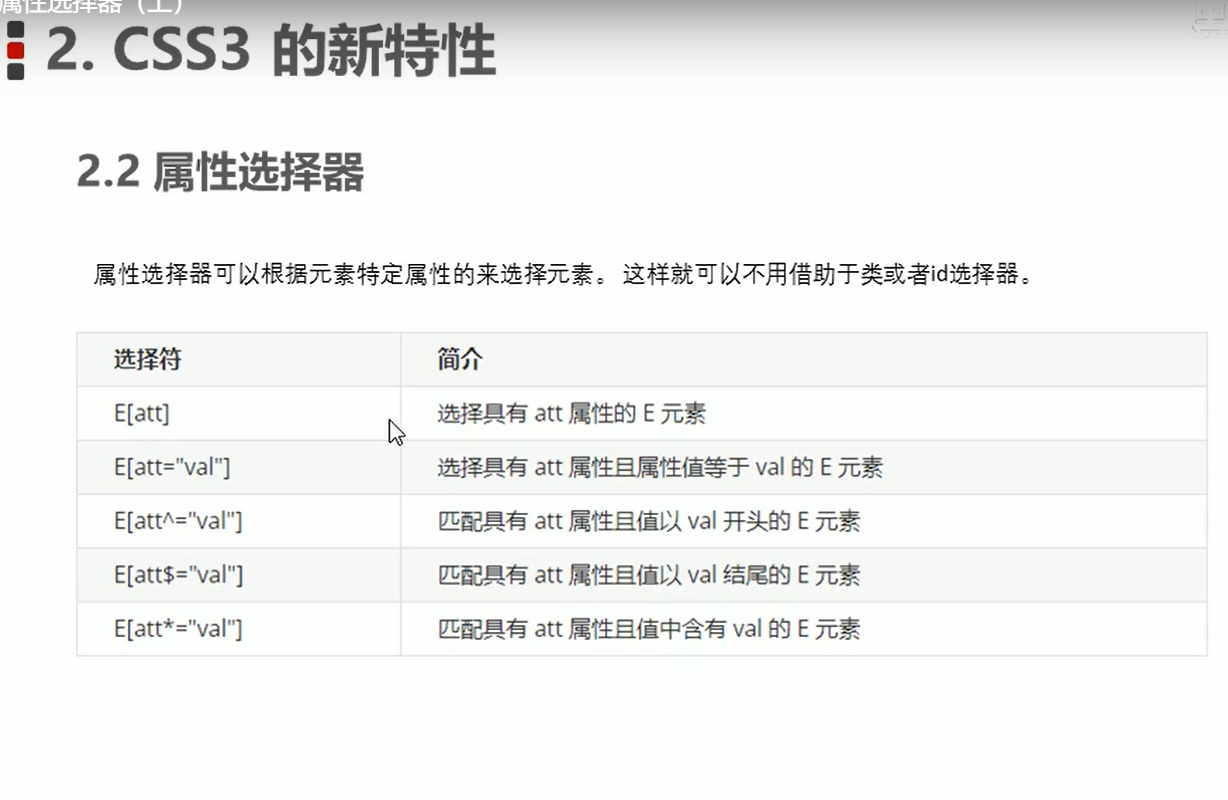 属性选择器（上）
2. CSS3 的新特性
2.2 属性选择器
属性选择器可以根据元素特定属性的来选择元素。 这样就可以不用借助于类或者id选择器。
选择符 简介
E[att] 选择具有 att 属性的 E 元素
E[att="val"] 选择具有 att 属性且属性值等于 val 的 E 元素
E[att^="val"] 匹配具有 att 属性且值以 val 开头的 E 元素
E[att$="val"] 匹配具有 att 属性且值以 val 结尾的 E 元素
E[att*="val"] 匹配具有 att 属性且值中含有 val 的 E 元素